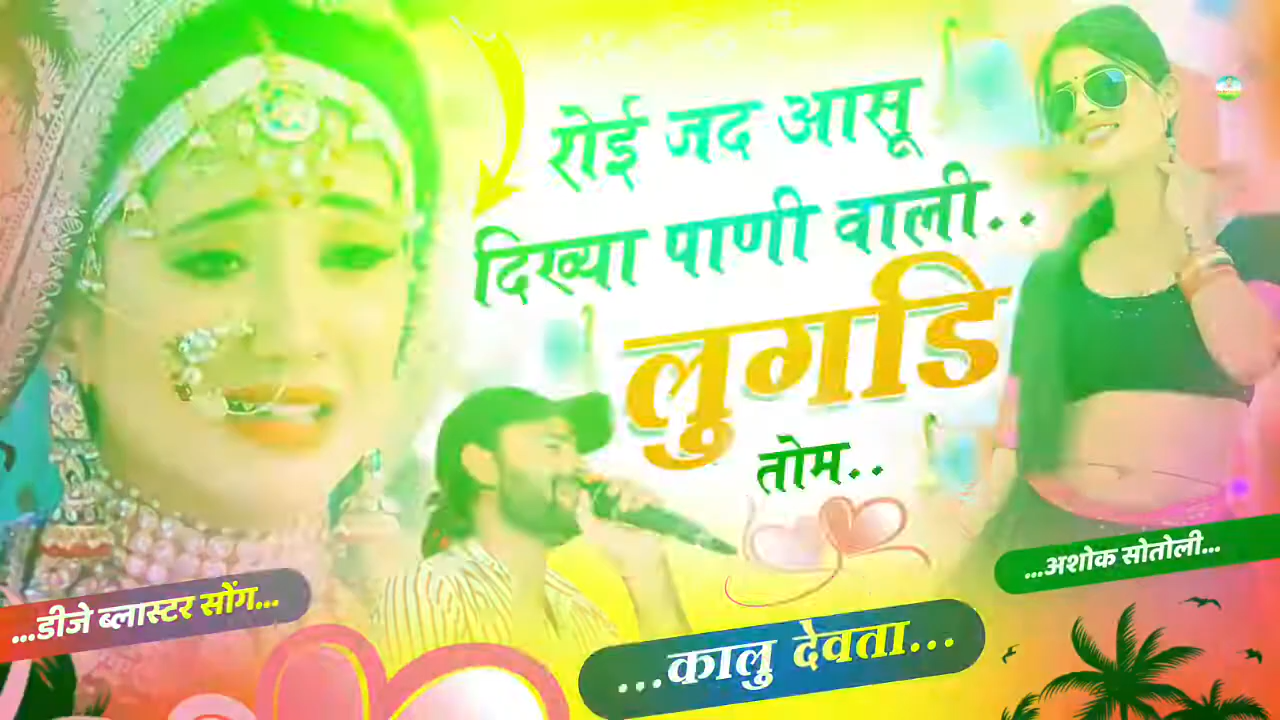 रोई जद आसू
दिख्या पाणी वाली..
लुगडि
तोम..
...अशोक सोतोली...
...डीजे ब्लास्टर सोंग...
...कालु देवता...